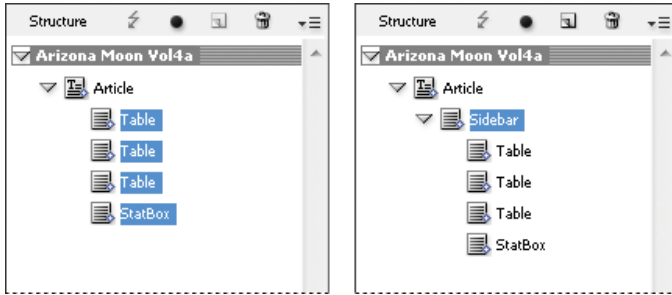 Structure
Arizona Moon Vol4a
Article
Table
Table
Table
StatBox
Structure
Arizona Moon Vol4a
Article
Sidebar
Table
Table
Table
StatBox